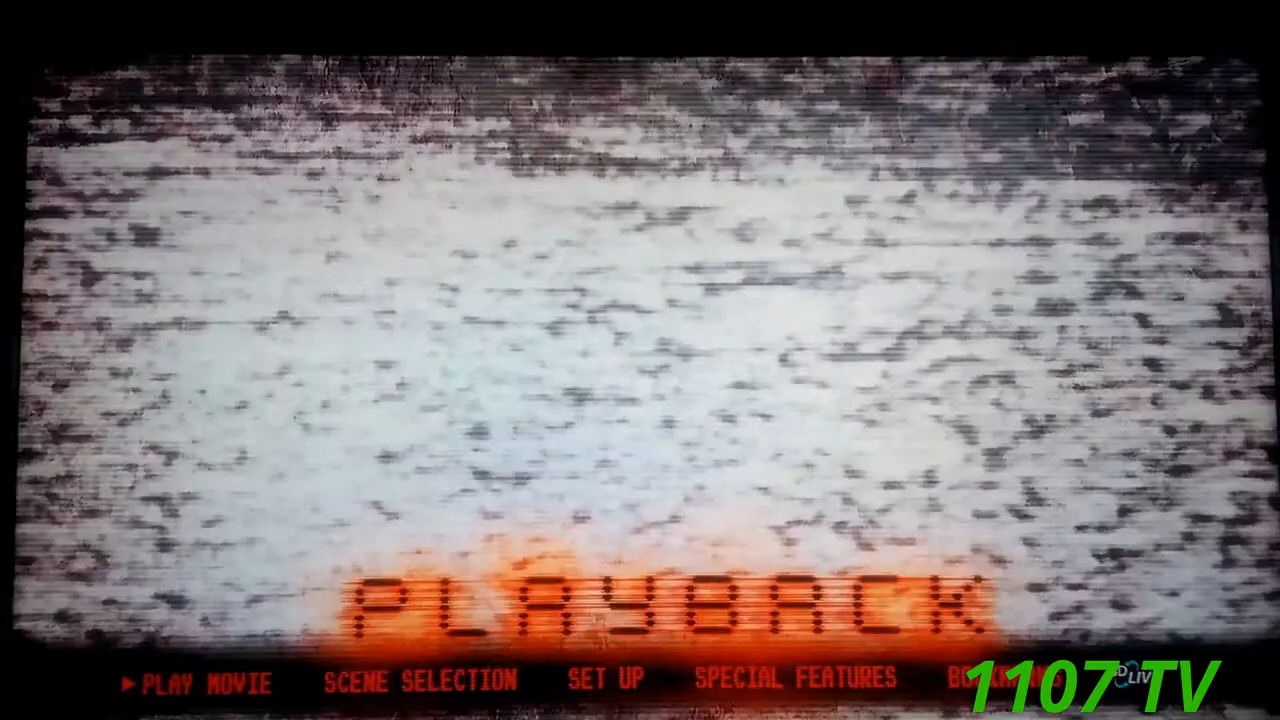 PLAYBACK
PLAY MOVIE SCENE SELECTION SET UP SPECIAL FEATURES
1107 TV